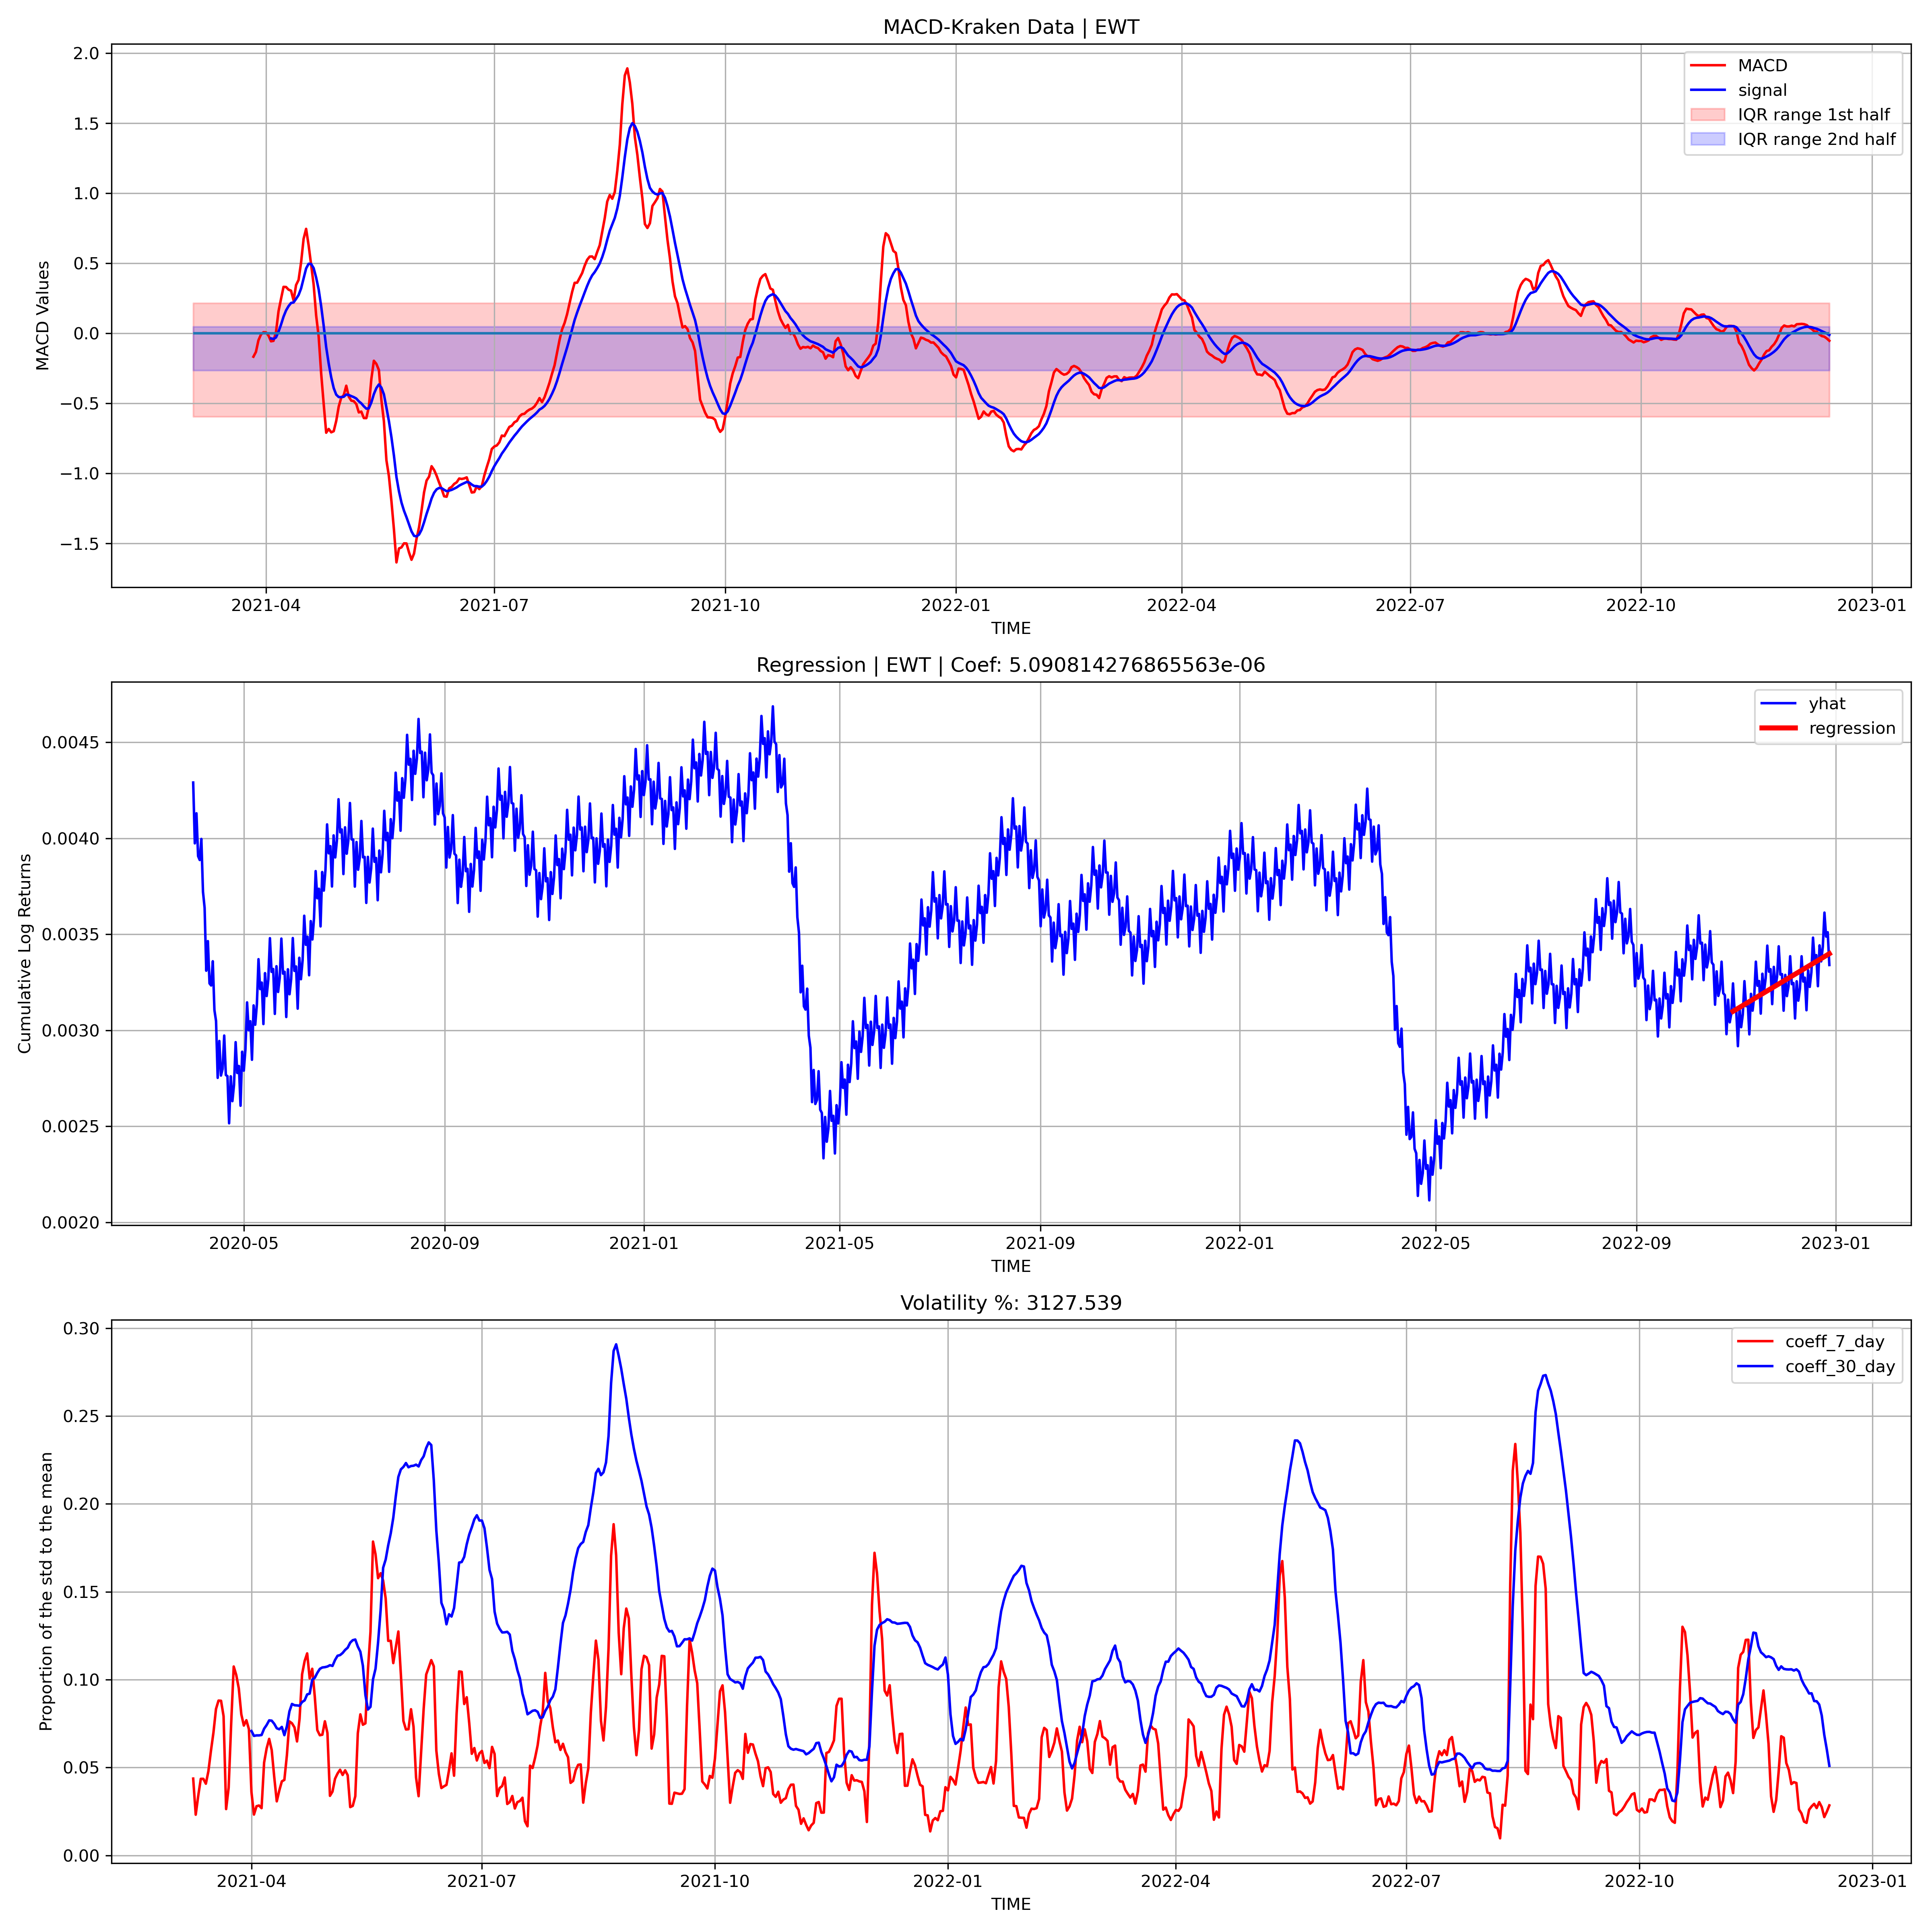 MACD-Kraken Data | EWT
MACD Values
2.0
1.5
1.0
0.5
0.0
−0.5
−1.0
−1.5
MACD
signal
IQR range 1st half
IQR range 2nd half
2021-04 2021-07 2021-10 2022-01 2022-04 2022-07 2022-10 2023-01
TIME
Regression | EWT | Coef: 5.090814276865563e-06
Cumulative Log Returns
0.0045
0.0040
0.0035
0.0030
0.0025
0.0020
yhat
regression
2020-05 2020-09 2021-01 2021-05 2021-09 2022-01 2022-05 2022-09 2023-01
TIME
Volatility %: 3127.539
Proportion of the std to the mean
0.30
0.25
0.20
0.15
0.10
0.05
0.00
coeff_7_day
coeff_30_day
2021-04 2021-07 2021-10 2022-01 2022-04 2022-07 2022-10 2023-01
TIME